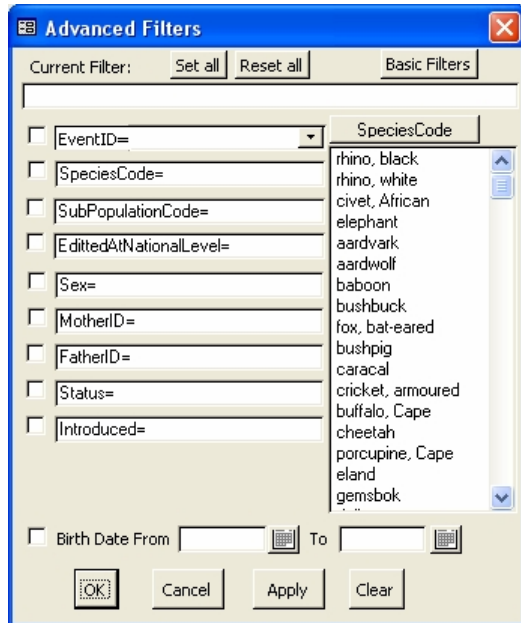 Advanced Filters
Current Filter: Set all Reset all Basic Filters
EventID=
SpeciesCode=
SubPopulationCode=
EdittedAtNationalLevel=
Sex=
MotherID=
FatherID=
Status=
Introduced=
SpeciesCode
rhino, black
rhino, white
civet, African
elephant
aardvark
aardwolf
baboon
bushbuck
fox, bat-eared
bushpig
caracal
cricket, armoured
buffalo, Cape
cheetah
porcupine, Cape
eland
gemsbok
Birth Date From To
OK Cancel Apply Clear